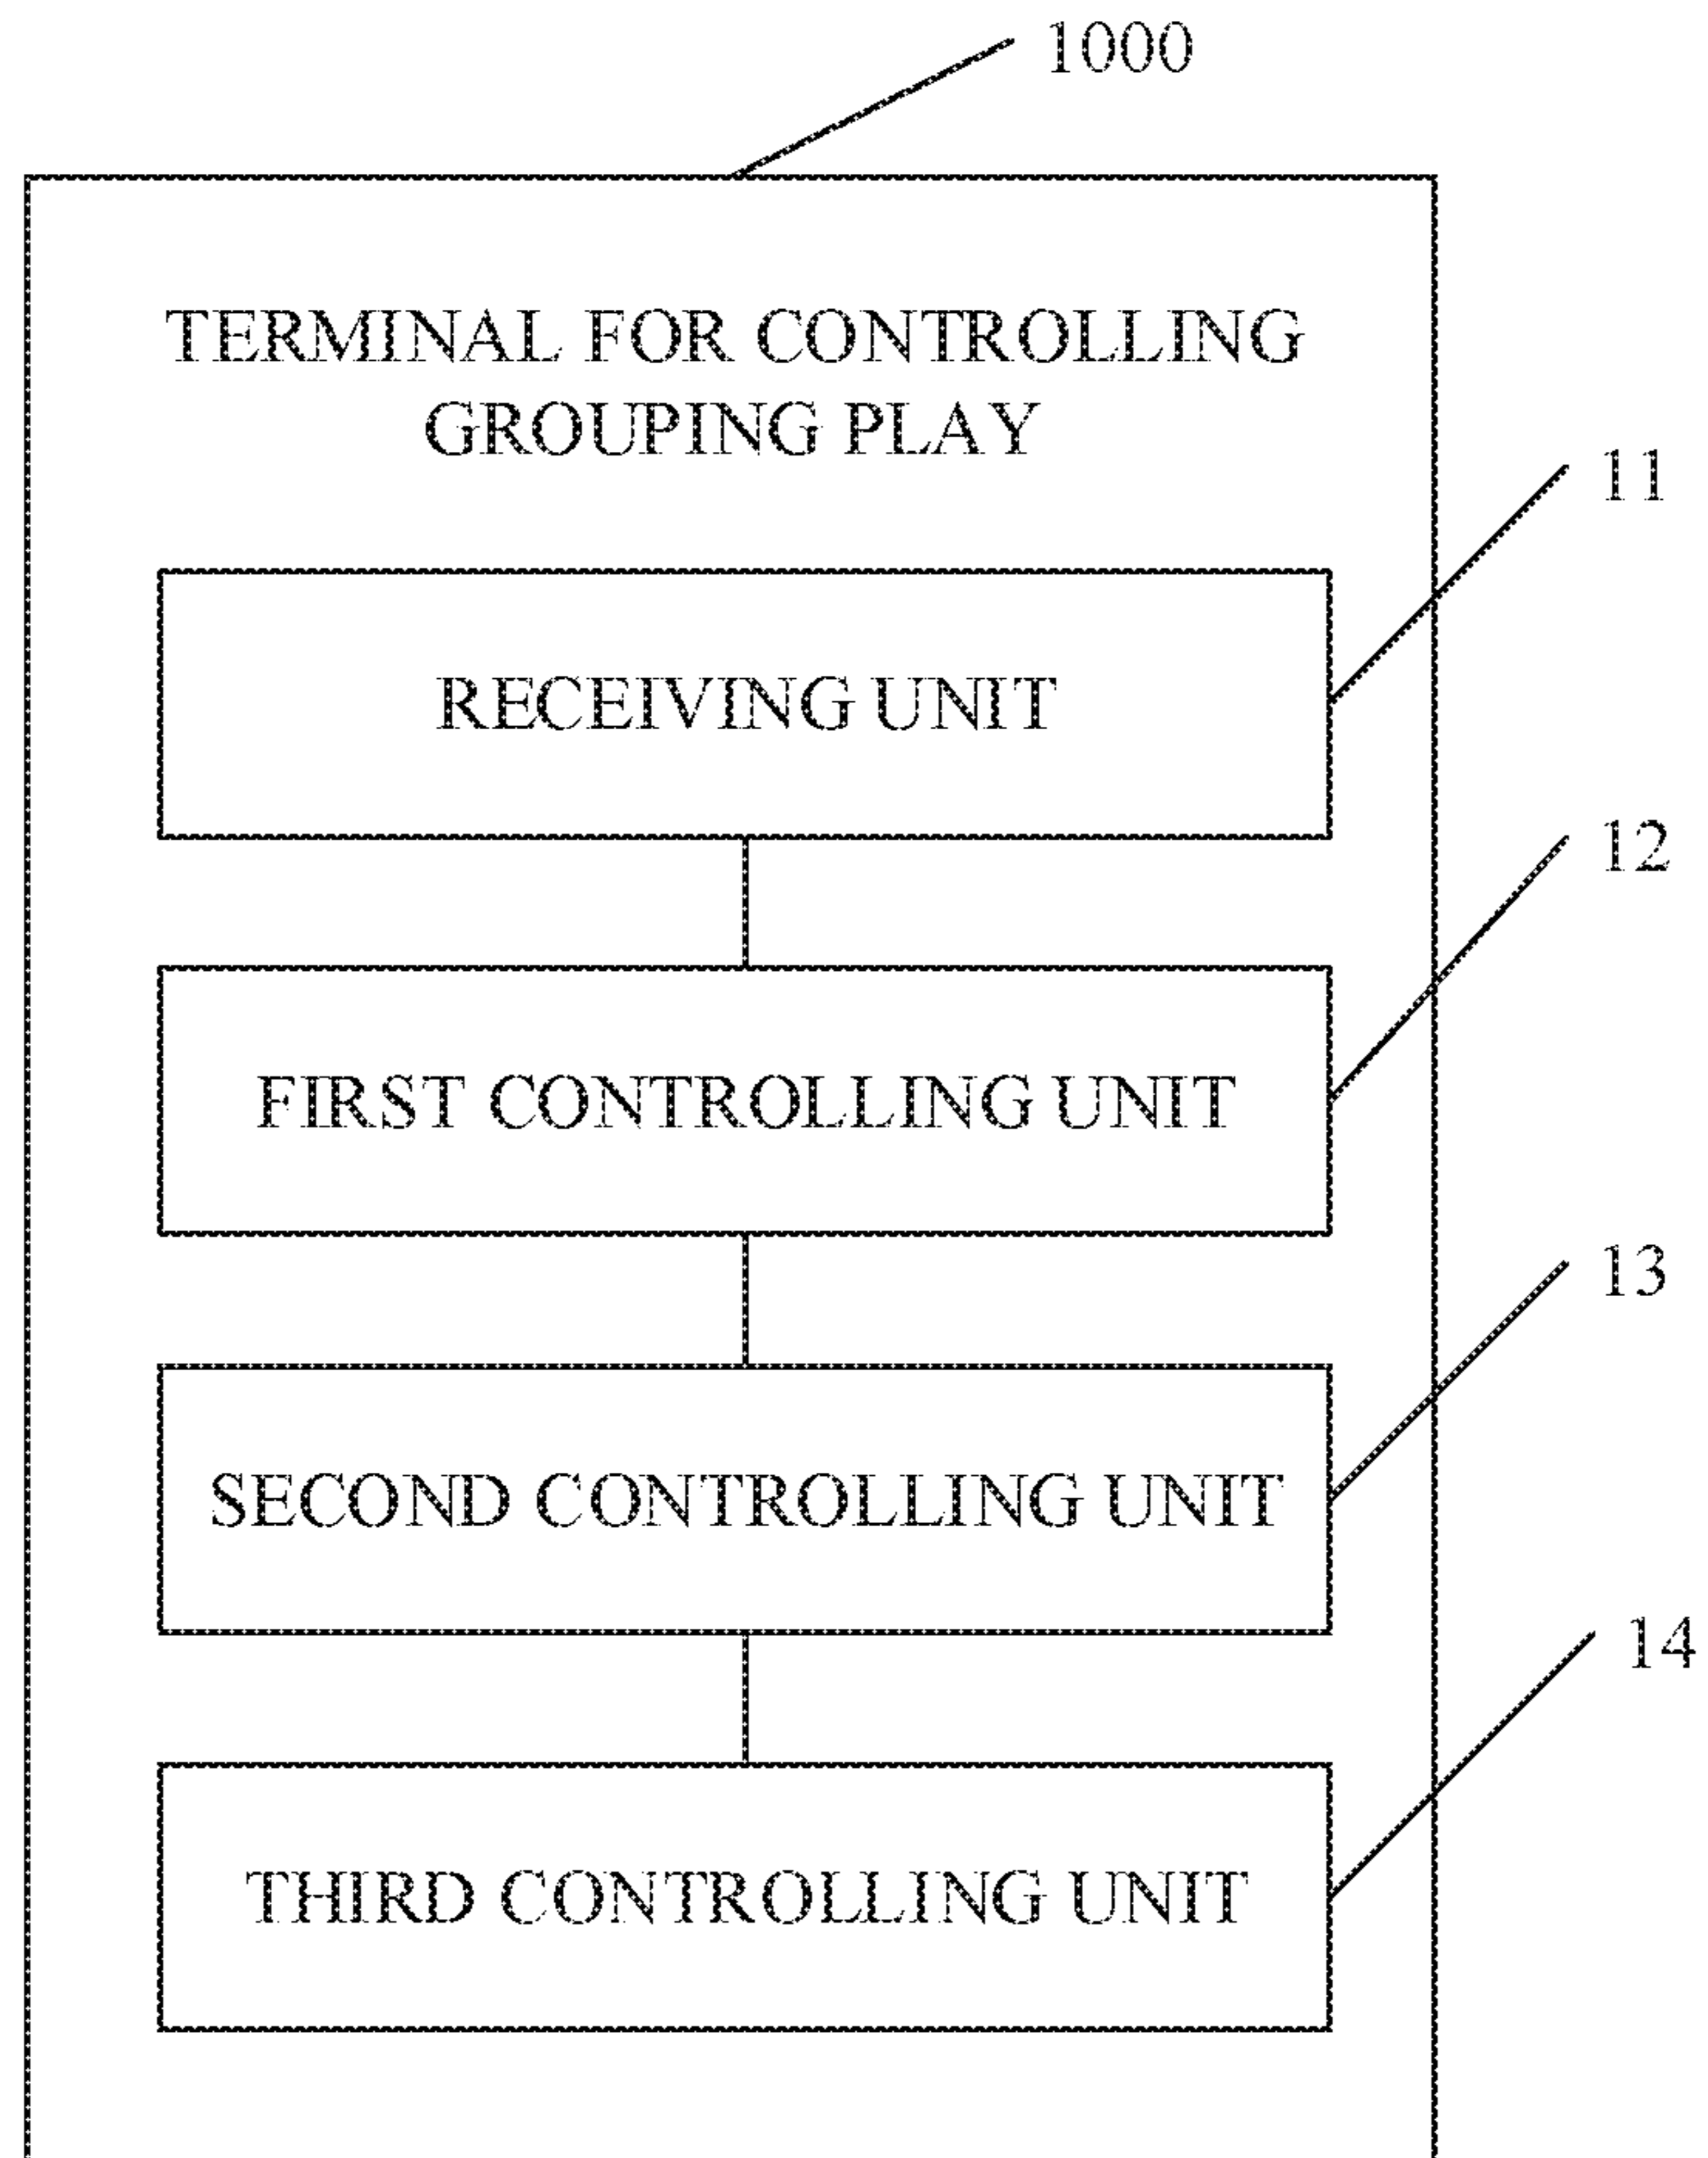 1000
TERMINAL FOR CONTROLLING
GROUPING PLAY
11
RECEIVING UNIT
12
FIRST CONTROLLING UNIT
13
SECOND CONTROLLING UNIT
14
THIRD CONTROLLING UNIT